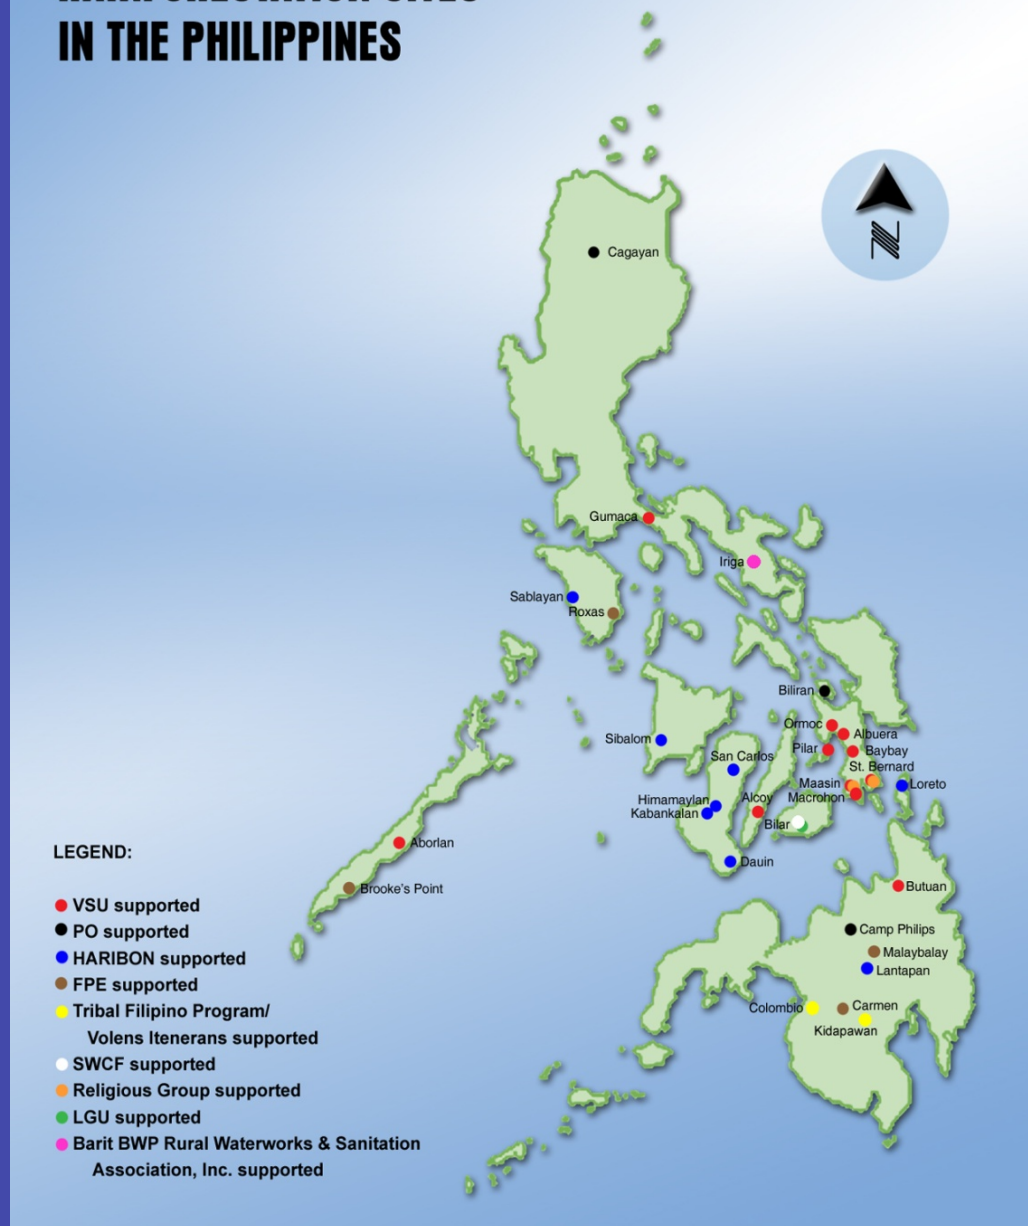 IN THE PHILIPPINES
N
Cagayan
Gumaca
Iriga
Sablayan
Roxas
Biliran
Ormoc
Albuera
Sibalom
Pilar
Baybay
San Carlos
St. Bernard
Maasin
Loreto
Himamaylan
Alcoy
Macrohon
Kabankalan
Bilar
Aborlan
Dauin
LEGEND:
Brooke's Point
Butuan
VSU supported
PO supported
Camp Philips
HARIBON supported
Malaybalay
Lantapan
FPE supported
Tribal Filipino Program/
Volens Itenerans supported
Colombio
Carmen
Kidapawan
SWCF supported
Religious Group supported
LGU supported
Barit BWP Rural Waterworks & Sanitation
Association, Inc. supported